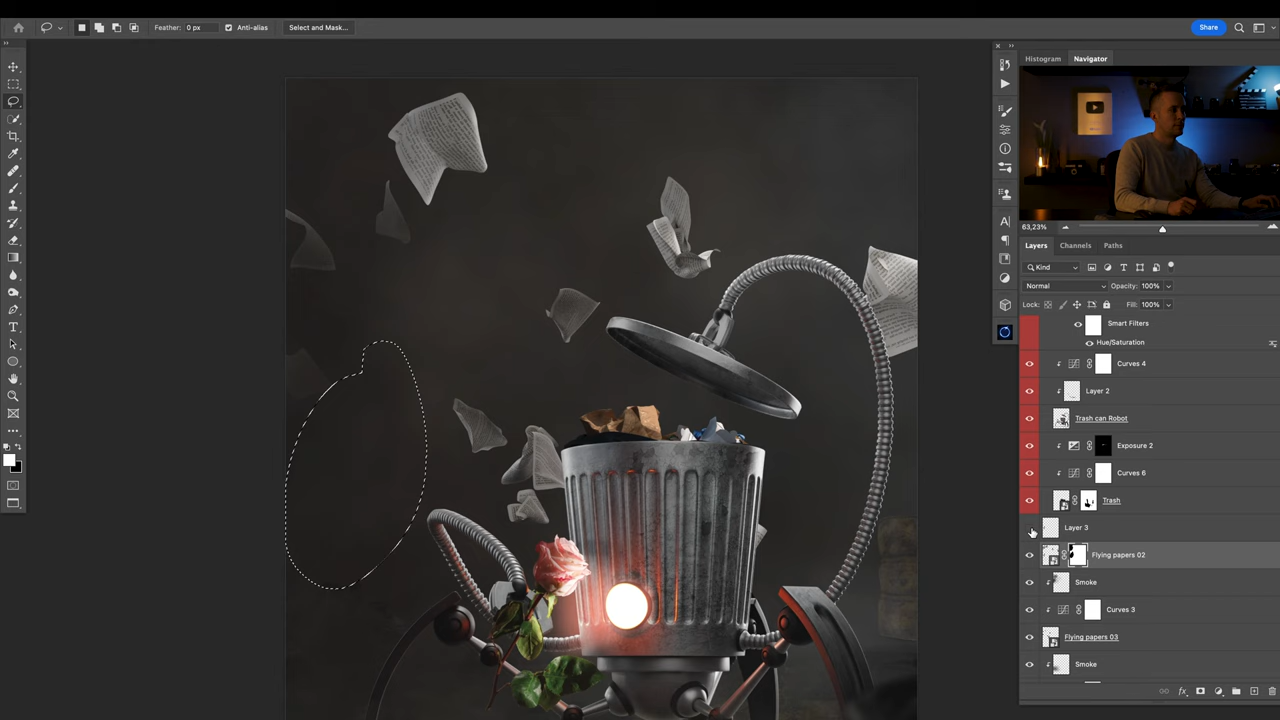 Feather: 0 px Anti-alias Select and Mask... Share
Histogram Navigator
63,23%
Layers Channels Paths
Kind
Normal Opacity: 100%
Lock: Fill: 100%
Smart Filters
Hue/Saturation
Curves 4
Layer 2
Trash can Robot
Exposure 2
Curves 6
Trash
Layer 3
Flying papers 02
Smoke
Curves 3
Flying papers 03
Smoke